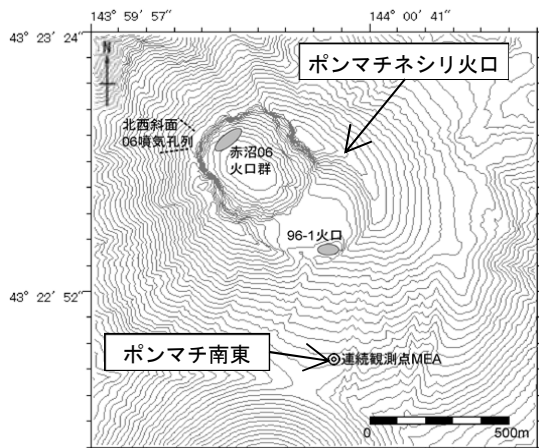 143° 59′ 57″
144° 00′ 41″
43° 23′ 24″
N
ポンマチネシリ火口
北西斜面
06噴気孔列
赤沼06
火口群
96-1火口
43° 22′ 52″
ポンマチ南東
連続観測点MEA
0
500m